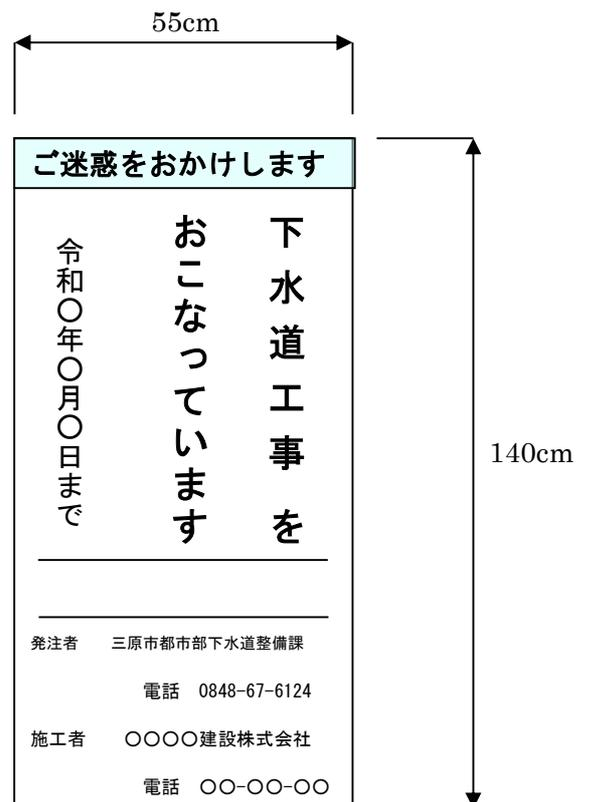 55cm
ご迷惑をおかけします
下水道工事 を
おこなっています
令和〇年〇月〇日まで
140cm
発注者 三原市都市部下水道整備課
電話 0848-67-6124
施工者 〇〇〇〇建設株式会社
電話 〇〇-〇〇-〇〇